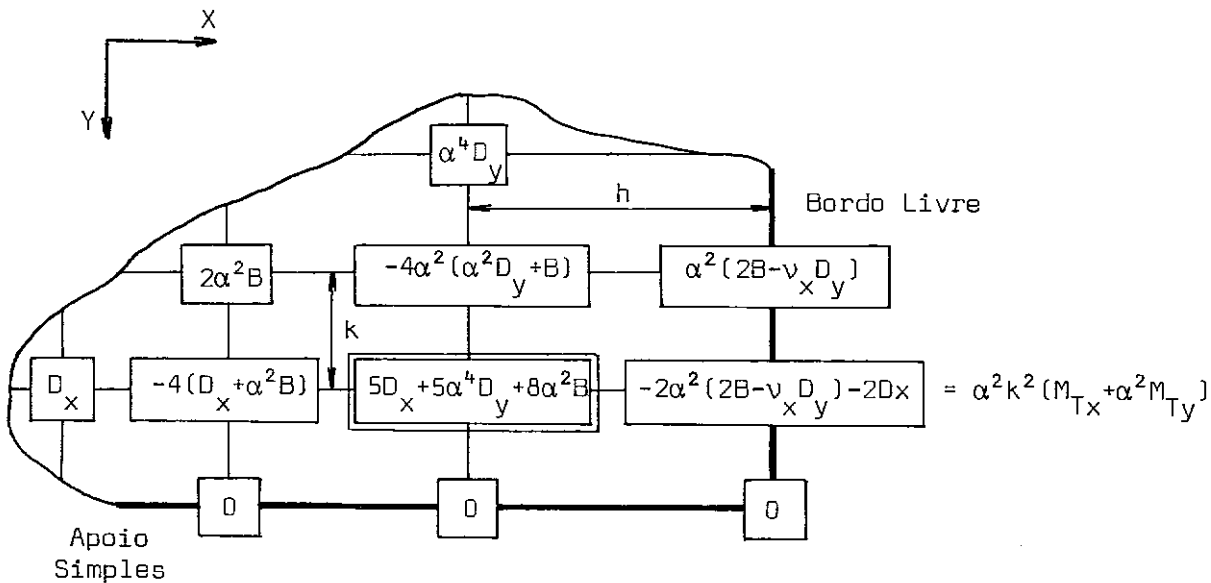 X
Y
α⁴D_y
h
Bordo Livre
2α²B
-4α²(α²D_y+B)
α²(2B-ν_xD_y)
k
D_x
-4(D_x+α²B)
5D_x+5α⁴D_y+8α²B
-2α²(2B-ν_xD_y)-2Dx
= α²k²(M_Tx+α²M_Ty)
0
0
0
Apoio
Simples